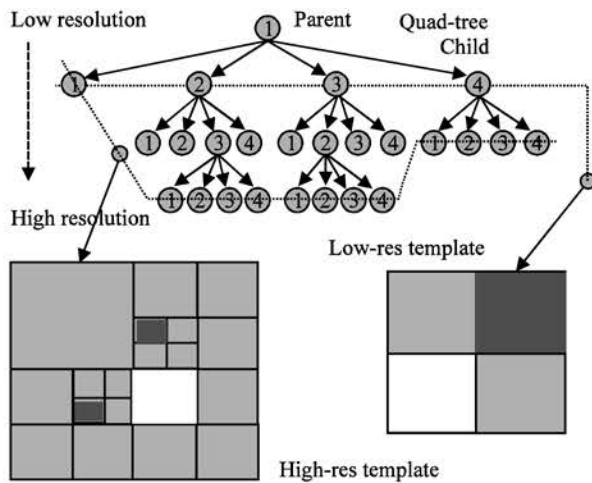 Low resolution 1 Parent Quad-tree
Child
1 2 3 4
1 2 3 4 1 2 3 4 1 2 3 4
1 2 3 4 1 2 3 4
High resolution
Low-res template
High-res template